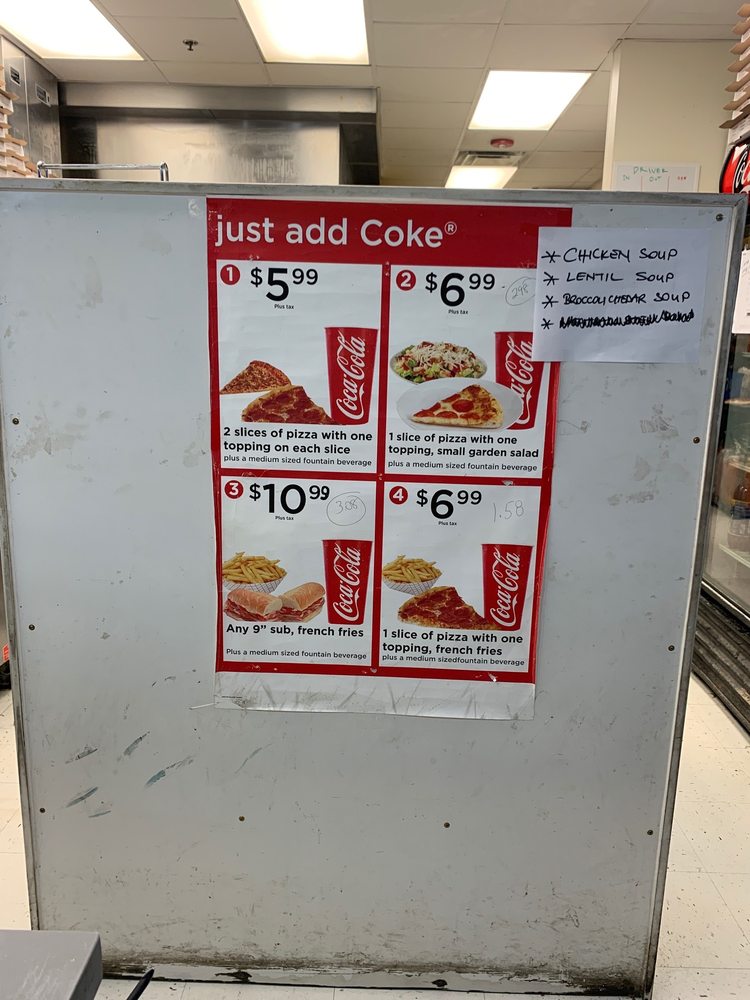 just add Coke®
1 $5.99
Plus tax
Coca-Cola
2 slices of pizza with one
topping on each slice
plus a medium sized fountain beverage
2 $6.99
Plus tax
298
Coca-Cola
1 slice of pizza with one
topping, small garden salad
plus a medium sized fountain beverage
3 $10.99
Plus tax
308
Coca-Cola
Any 9" sub, french fries
Plus a medium sized fountain beverage
4 $6.99
Plus tax
1.58
Coca-Cola
1 slice of pizza with one
topping, french fries
plus a medium sizedfountain beverage
* CHICKEN SOUP
* LENTIL SOUP
* BROCCOLI CHEDAR SOUP
*
DRIVER
IN OUT